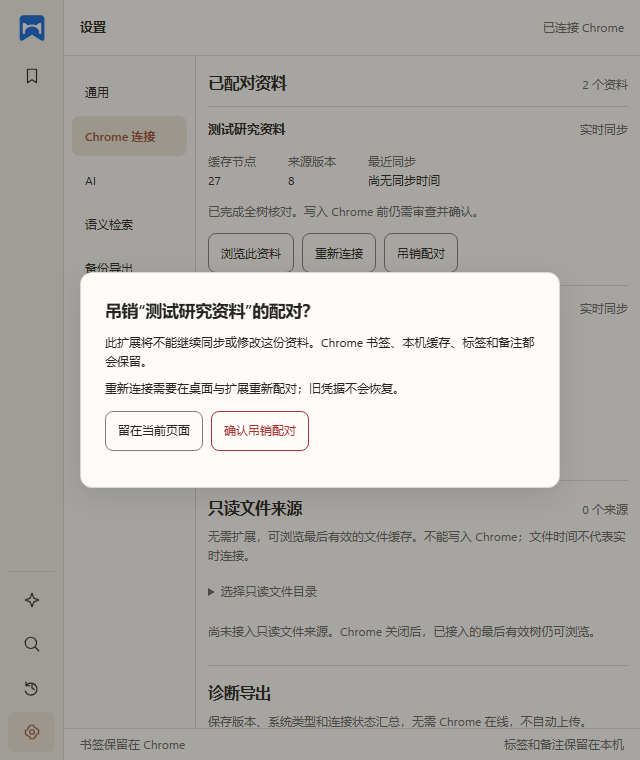 设置
已连接 Chrome
通用
Chrome 连接
AI
语义检索
备份导出
已配对资料
2 个资料
测试研究资料
实时同步
缓存节点
来源版本
最近同步
27
8
尚无同步时间
已完成全树核对。写入 Chrome 前仍需审查并确认。
浏览此资料
重新连接
吊销配对
实时同步
吊销“测试研究资料”的配对？
此扩展将不能继续同步或修改这份资料。Chrome 书签、本机缓存、标签和备注都
会保留。
重新连接需要在桌面与扩展重新配对；旧凭据不会恢复。
留在当前页面
确认吊销配对
只读文件来源
0 个来源
无需扩展，可浏览最后有效的文件缓存。不能写入 Chrome；文件时间不代表实
时连接。
选择只读文件目录
尚未接入只读文件来源。Chrome 关闭后，已接入的最后有效树仍可浏览。
诊断导出
保存版本、系统类型和连接状态汇总，无需 Chrome 在线，不自动上传。
书签保留在 Chrome
标签和备注保留在本机